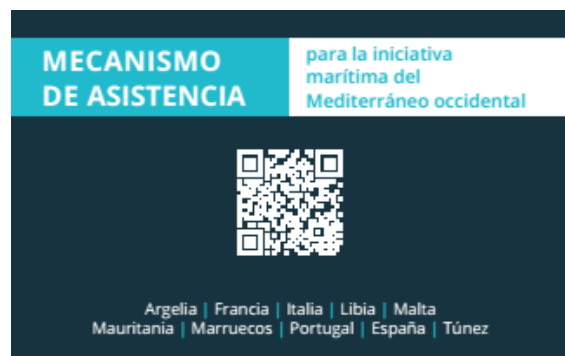 MECANISMO
DE ASISTENCIA
para la iniciativa
marítima del
Mediterráneo occidental
Argelia | Francia | Italia | Libia | Malta
Mauritania | Marruecos | Portugal | España | Túnez